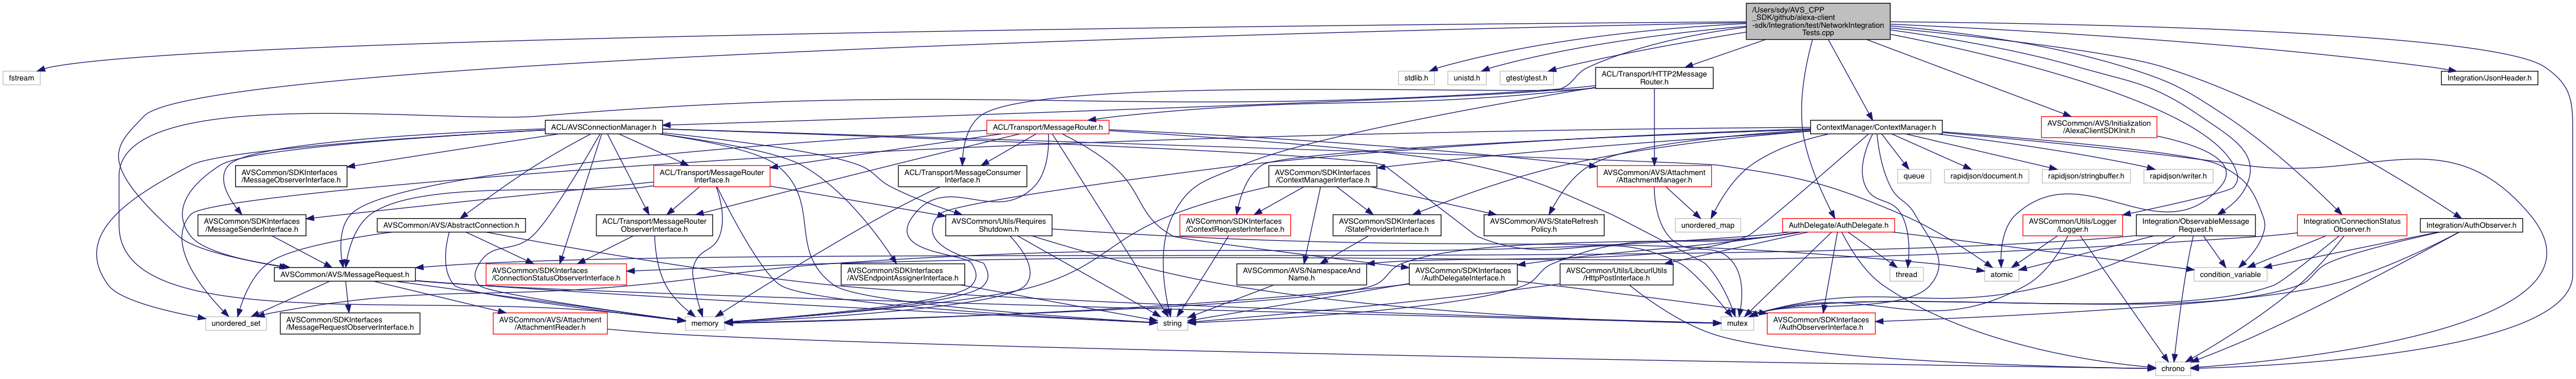 /Users/sdy/AVS_CPP
_SDK/github/alexa-client
-sdk/Integration/test/NetworkIntegration
Tests.cpp
fstream
stdlib.h
unistd.h
gtest/gtest.h
ACL/Transport/HTTP2Message
Router.h
Integration/JsonHeader.h
ACL/AVSConnectionManager.h
ACL/Transport/MessageRouter.h
ContextManager/ContextManager.h
AVSCommon/AVS/Initialization
/AlexaClientSDKInit.h
AVSCommon/SDKInterfaces
/MessageObserverInterface.h
ACL/Transport/MessageRouter
Interface.h
ACL/Transport/MessageConsumer
Interface.h
AVSCommon/SDKInterfaces
/ContextManagerInterface.h
AVSCommon/AVS/Attachment
/AttachmentManager.h
queue
rapidjson/document.h
rapidjson/stringbuffer.h
rapidjson/writer.h
AVSCommon/SDKInterfaces
/MessageSenderInterface.h
AVSCommon/AVS/AbstractConnection.h
ACL/Transport/MessageRouter
ObserverInterface.h
AVSCommon/Utils/Requires
Shutdown.h
AVSCommon/SDKInterfaces
/ContextRequesterInterface.h
AVSCommon/SDKInterfaces
/StateProviderInterface.h
AVSCommon/AVS/StateRefresh
Policy.h
unordered_map
AuthDelegate/AuthDelegate.h
AVSCommon/Utils/Logger
/Logger.h
Integration/ObservableMessage
Request.h
Integration/ConnectionStatus
Observer.h
Integration/AuthObserver.h
AVSCommon/AVS/MessageRequest.h
AVSCommon/SDKInterfaces
/ConnectionStatusObserverInterface.h
AVSCommon/SDKInterfaces
/AVSEndpointAssignerInterface.h
AVSCommon/AVS/NamespaceAnd
Name.h
AVSCommon/SDKInterfaces
/AuthDelegateInterface.h
AVSCommon/Utils/LibcurlUtils
/HttpPostInterface.h
thread
atomic
condition_variable
unordered_set
AVSCommon/SDKInterfaces
/MessageRequestObserverInterface.h
AVSCommon/AVS/Attachment
/AttachmentReader.h
memory
string
mutex
AVSCommon/SDKInterfaces
/AuthObserverInterface.h
chrono